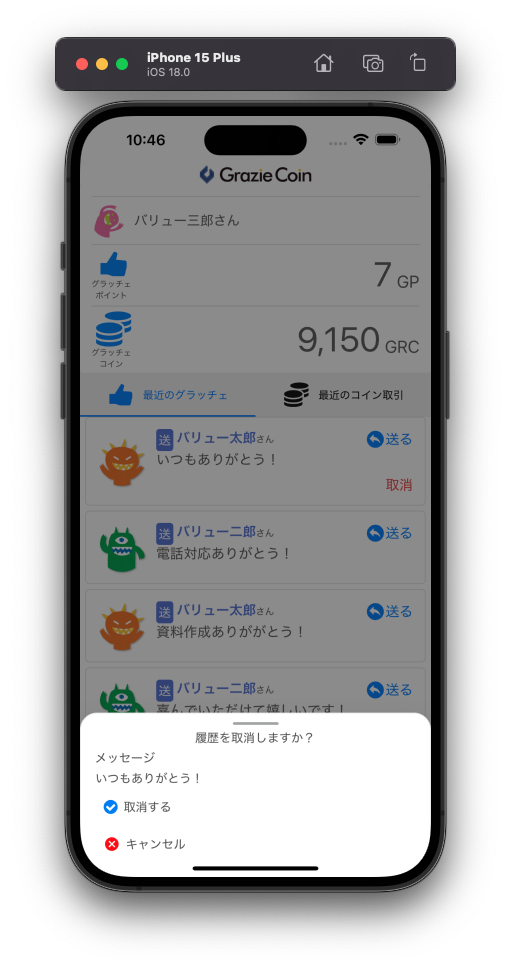 iPhone 15 Plus
iOS 18.0
10:46
Grazie Coin
バリュー三郎さん
グラッチェ
ポイント
7 GP
グラッチェ
コイン
9,150 GRC
最近のグラッチェ 最近のコイン取引
送 バリュー太郎さん 送る
いつもありがとう！
取消
送 バリュー二郎さん 送る
電話対応ありがとう！
送 バリュー太郎さん 送る
資料作成ありががとう！
送 バリュー二郎さん 送る
喜んでいただけて嬉しいです！
履歴を取消しますか？
メッセージ
いつもありがとう！
取消する
キャンセル